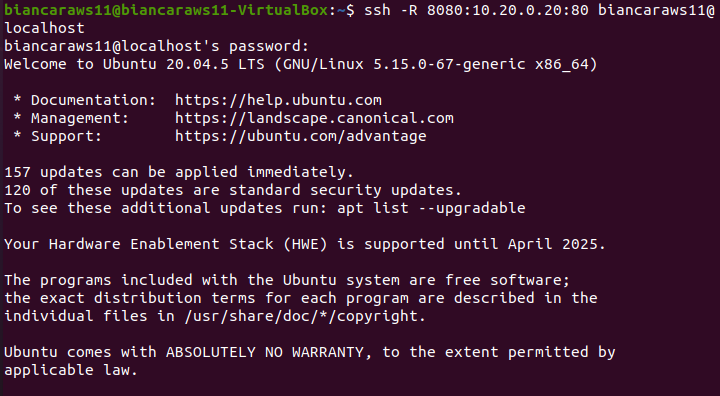 biancaraws11@biancaraws11-VirtualBox:~$ ssh -R 8080:10.20.0.20:80 biancaraws11@
localhost
biancaraws11@localhost's password:
Welcome to Ubuntu 20.04.5 LTS (GNU/Linux 5.15.0-67-generic x86_64)

 * Documentation:  https://help.ubuntu.com
 * Management:     https://landscape.canonical.com
 * Support:        https://ubuntu.com/advantage

157 updates can be applied immediately.
120 of these updates are standard security updates.
To see these additional updates run: apt list --upgradable

Your Hardware Enablement Stack (HWE) is supported until April 2025.

The programs included with the Ubuntu system are free software;
the exact distribution terms for each program are described in the
individual files in /usr/share/doc/*/copyright.

Ubuntu comes with ABSOLUTELY NO WARRANTY, to the extent permitted by
applicable law.